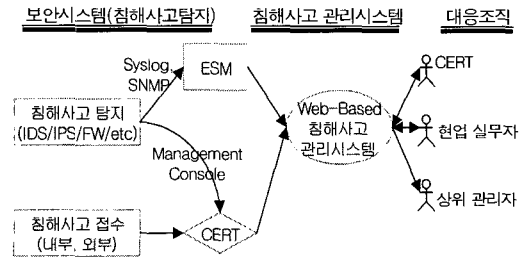 보안시스템(침해사고탐지)
침해사고 관리시스템
대응조직
Syslog,
SNMP
ESM
침해사고 탐지
(IDS/IPS/FW/etc)
Management
Console
침해사고 접수
(내부, 외부)
CERT
Web-Based
침해사고
관리시스템
CERT
현업 실무자
상위 관리자